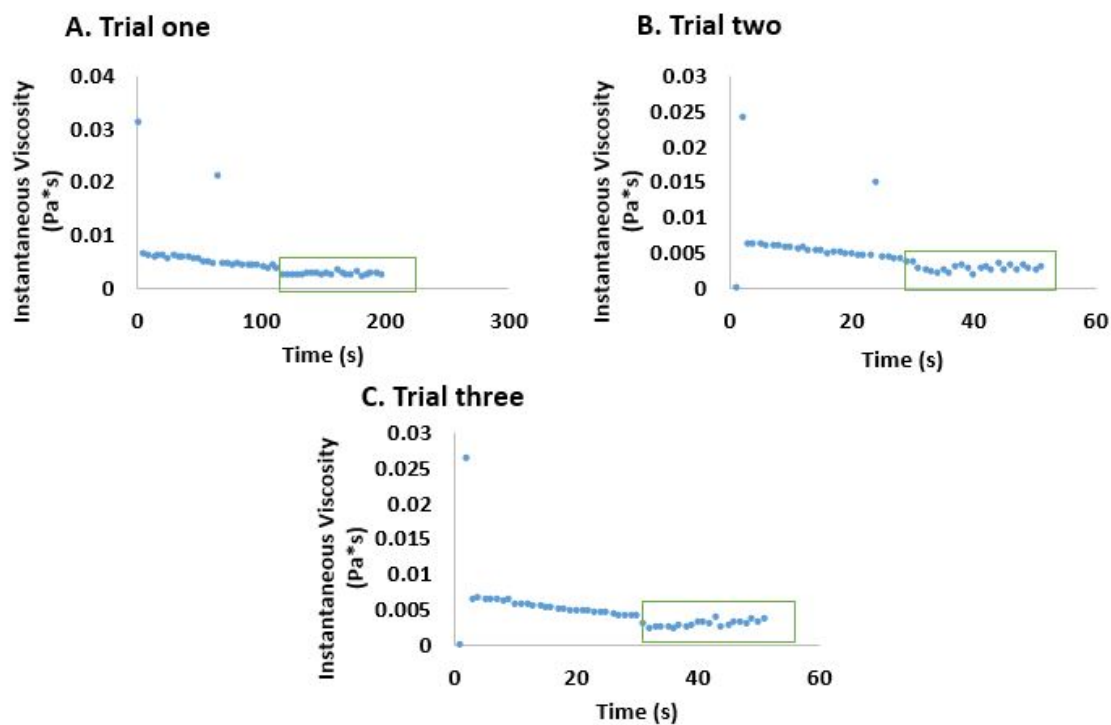 A. Trial one
Instantaneous Viscosity
(Pa*s)
0.04
0.03
0.02
0.01
0
0 100 200 300
Time (s)
B. Trial two
Instantaneous Viscosity
(Pa*s)
0.03
0.025
0.02
0.015
0.01
0.005
0
0 20 40 60
Time (s)
C. Trial three
Instantaneous Viscosity
(Pa*s)
0.03
0.025
0.02
0.015
0.01
0.005
0
0 20 40 60
Time (s)